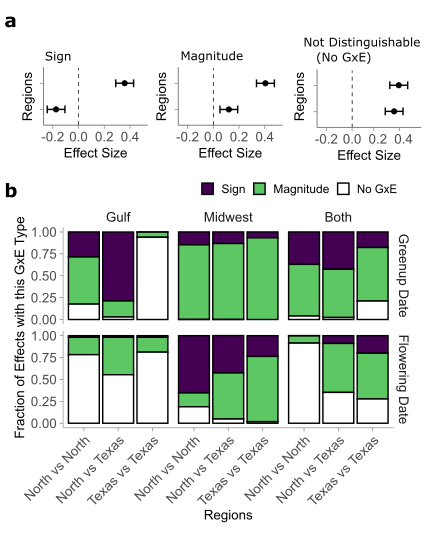 a
Sign
Magnitude
Not Distinguishable
(No GxE)
Regions
Regions
Regions
-0.2 0.0 0.2 0.4
-0.2 0.0 0.2 0.4
-0.2 0.0 0.2 0.4
Effect Size
Effect Size
Effect Size
b
Sign Magnitude No GxE
Gulf Midwest Both
Fraction of Effects with this GxE Type
1.00
0.75
0.50
0.25
0.00
Greenup Date
1.00
0.75
0.50
0.25
0.00
Flowering Date
North vs North
North vs Texas
Texas vs Texas
North vs North
North vs Texas
Texas vs Texas
North vs North
North vs Texas
Texas vs Texas
Regions